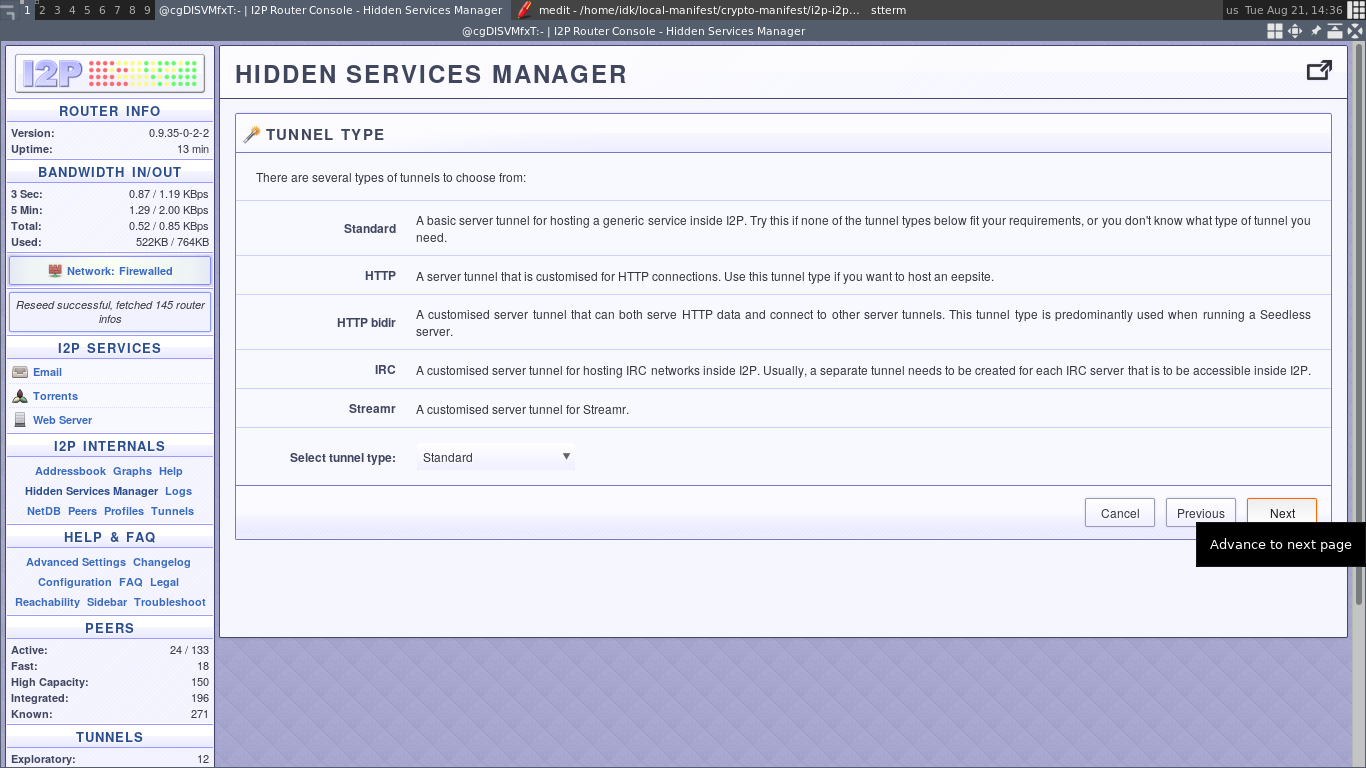 1 2 3 4 5 6 7 8 9 @cgDISVMfxT:- | I2P Router Console - Hidden Services Manager medit - /home/idk/local-manifest/crypto-manifest/i2p-i2p... stterm us Tue Aug 21, 14:36
@cgDISVMfxT:- | I2P Router Console - Hidden Services Manager
I2P
ROUTER INFO
Version: 0.9.35-0-2-2
Uptime: 13 min
BANDWIDTH IN/OUT
3 Sec: 0.87 / 1.19 KBps
5 Min: 1.29 / 2.00 KBps
Total: 0.52 / 0.85 KBps
Used: 522KB / 764KB
Network: Firewalled
Reseed successful, fetched 145 router
infos
I2P SERVICES
Email
Torrents
Web Server
I2P INTERNALS
Addressbook Graphs Help
Hidden Services Manager Logs
NetDB Peers Profiles Tunnels
HELP & FAQ
Advanced Settings Changelog
Configuration FAQ Legal
Reachability Sidebar Troubleshoot
PEERS
Active: 24 / 133
Fast: 18
High Capacity: 150
Integrated: 196
Known: 271
TUNNELS
Exploratory: 12
HIDDEN SERVICES MANAGER
TUNNEL TYPE
There are several types of tunnels to choose from:
Standard A basic server tunnel for hosting a generic service inside I2P. Try this if none of the tunnel types below fit your requirements, or you don't know what type of tunnel you
need.
HTTP A server tunnel that is customised for HTTP connections. Use this tunnel type if you want to host an eepsite.
HTTP bidir A customised server tunnel that can both serve HTTP data and connect to other server tunnels. This tunnel type is predominantly used when running a Seedless
server.
IRC A customised server tunnel for hosting IRC networks inside I2P. Usually, a separate tunnel needs to be created for each IRC server that is to be accessible inside I2P.
Streamr A customised server tunnel for Streamr.
Select tunnel type: Standard
Cancel Previous Next
Advance to next page